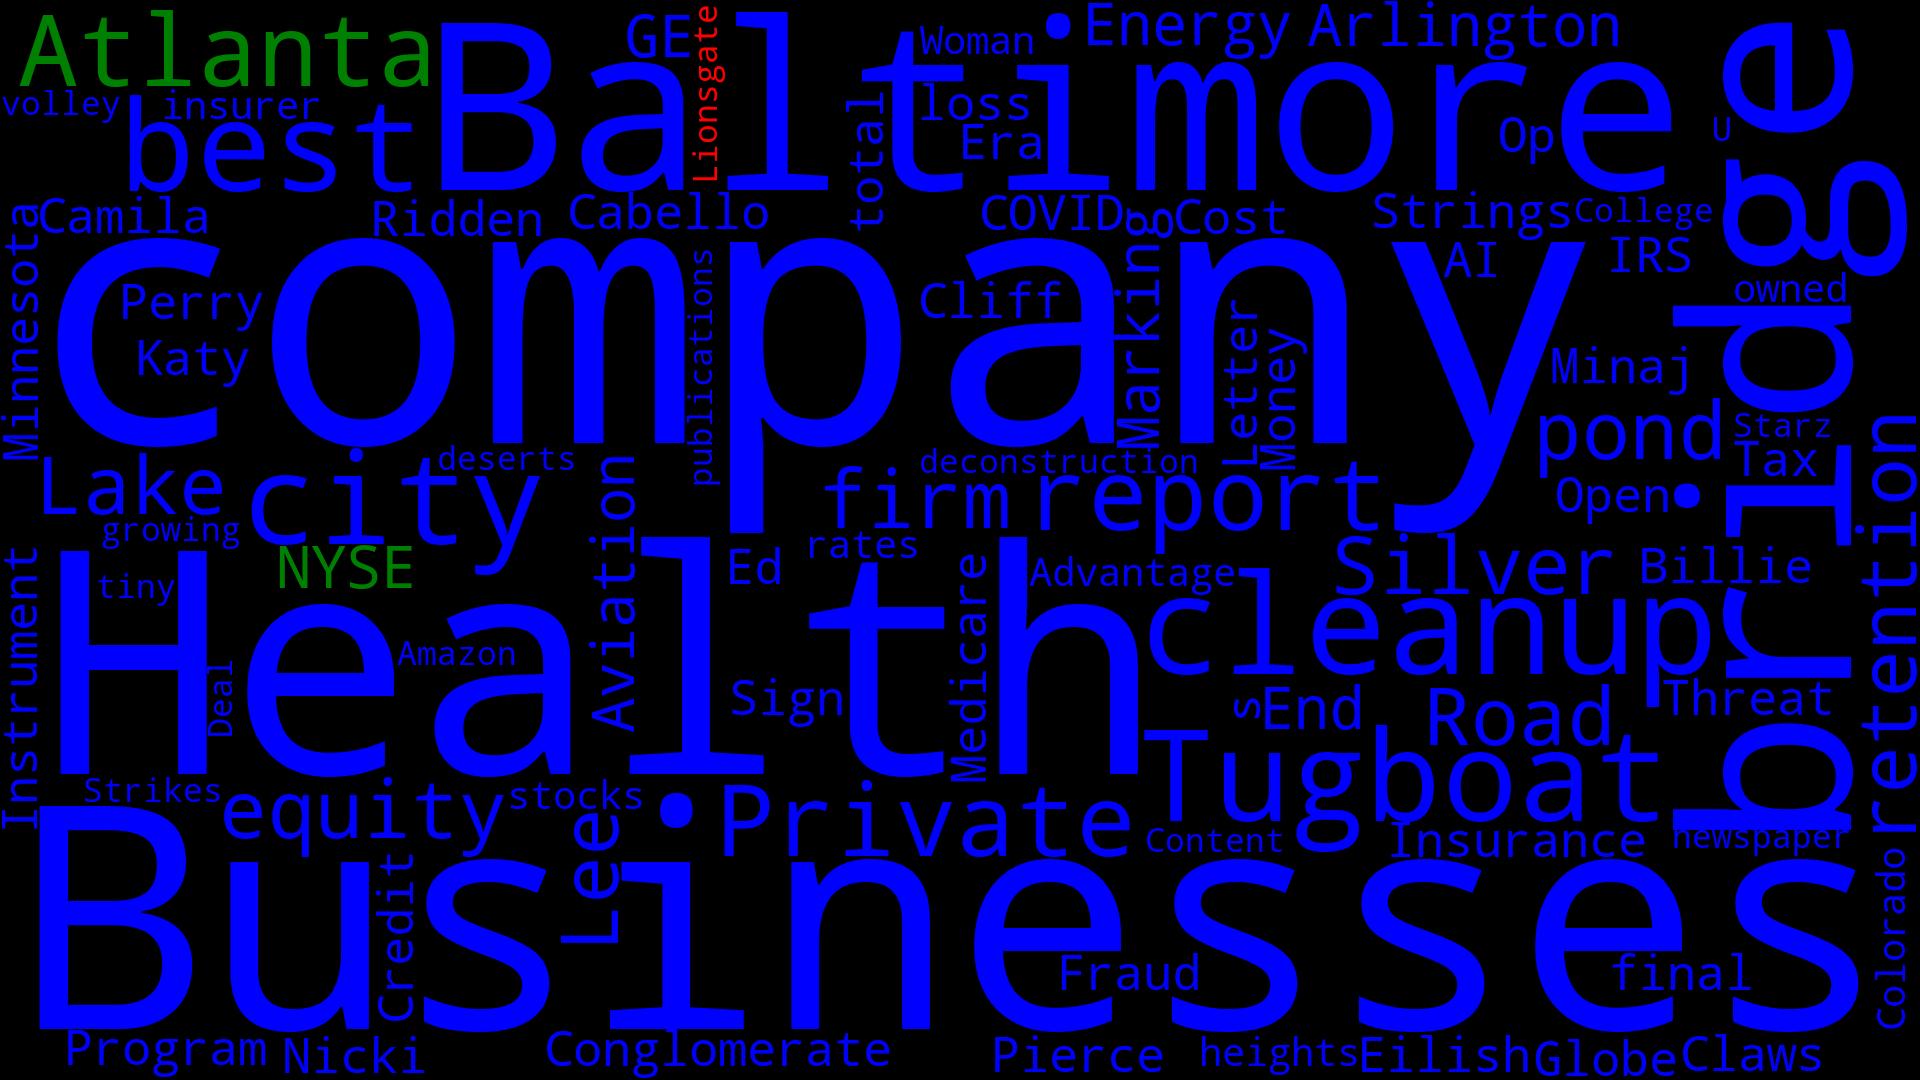 Atlanta
Baltimore
GE
Lionsgate
Woman
Energy
Arlington
volley
insurer
best
total
loss
Era
Op
U
bridge
Minnesota
Camila
Ridden
Cabello
COVID
Cost
Strings
College
company
AI
IRS
Perry
Katy
publications
Cliff
Marking
Letter
Money
owned
Minaj
pond
Starz
Tax
Open
Lake
city
deserts
deconstruction
firm
report
growing
NYSE
tiny
Aviation
Ed
rates
Advantage
Silver
Billie
retention
Instrument
Health
Amazon
Deal
Medicare
Sign
cleanup
s
End
Road
Threat
Tugboat
Strikes
equity
stocks
Lee
Private
Content
Insurance
newspaper
Businesses
Credit
Fraud
final
Colorado
Program
Nicki
Conglomerate
Pierce
heights
Eilish
Globe
Claws